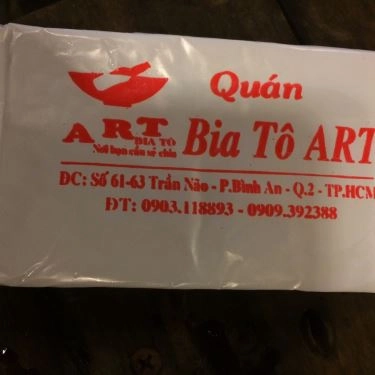 Quán
ART
BIA TÔ
Nơi bạn cần sẻ chia
Bia Tô ART
ĐC: Số 61-63 Trần Não - P.Bình An - Q.2 - TP.HCM
ĐT: 0903.118893 - 0909.392388